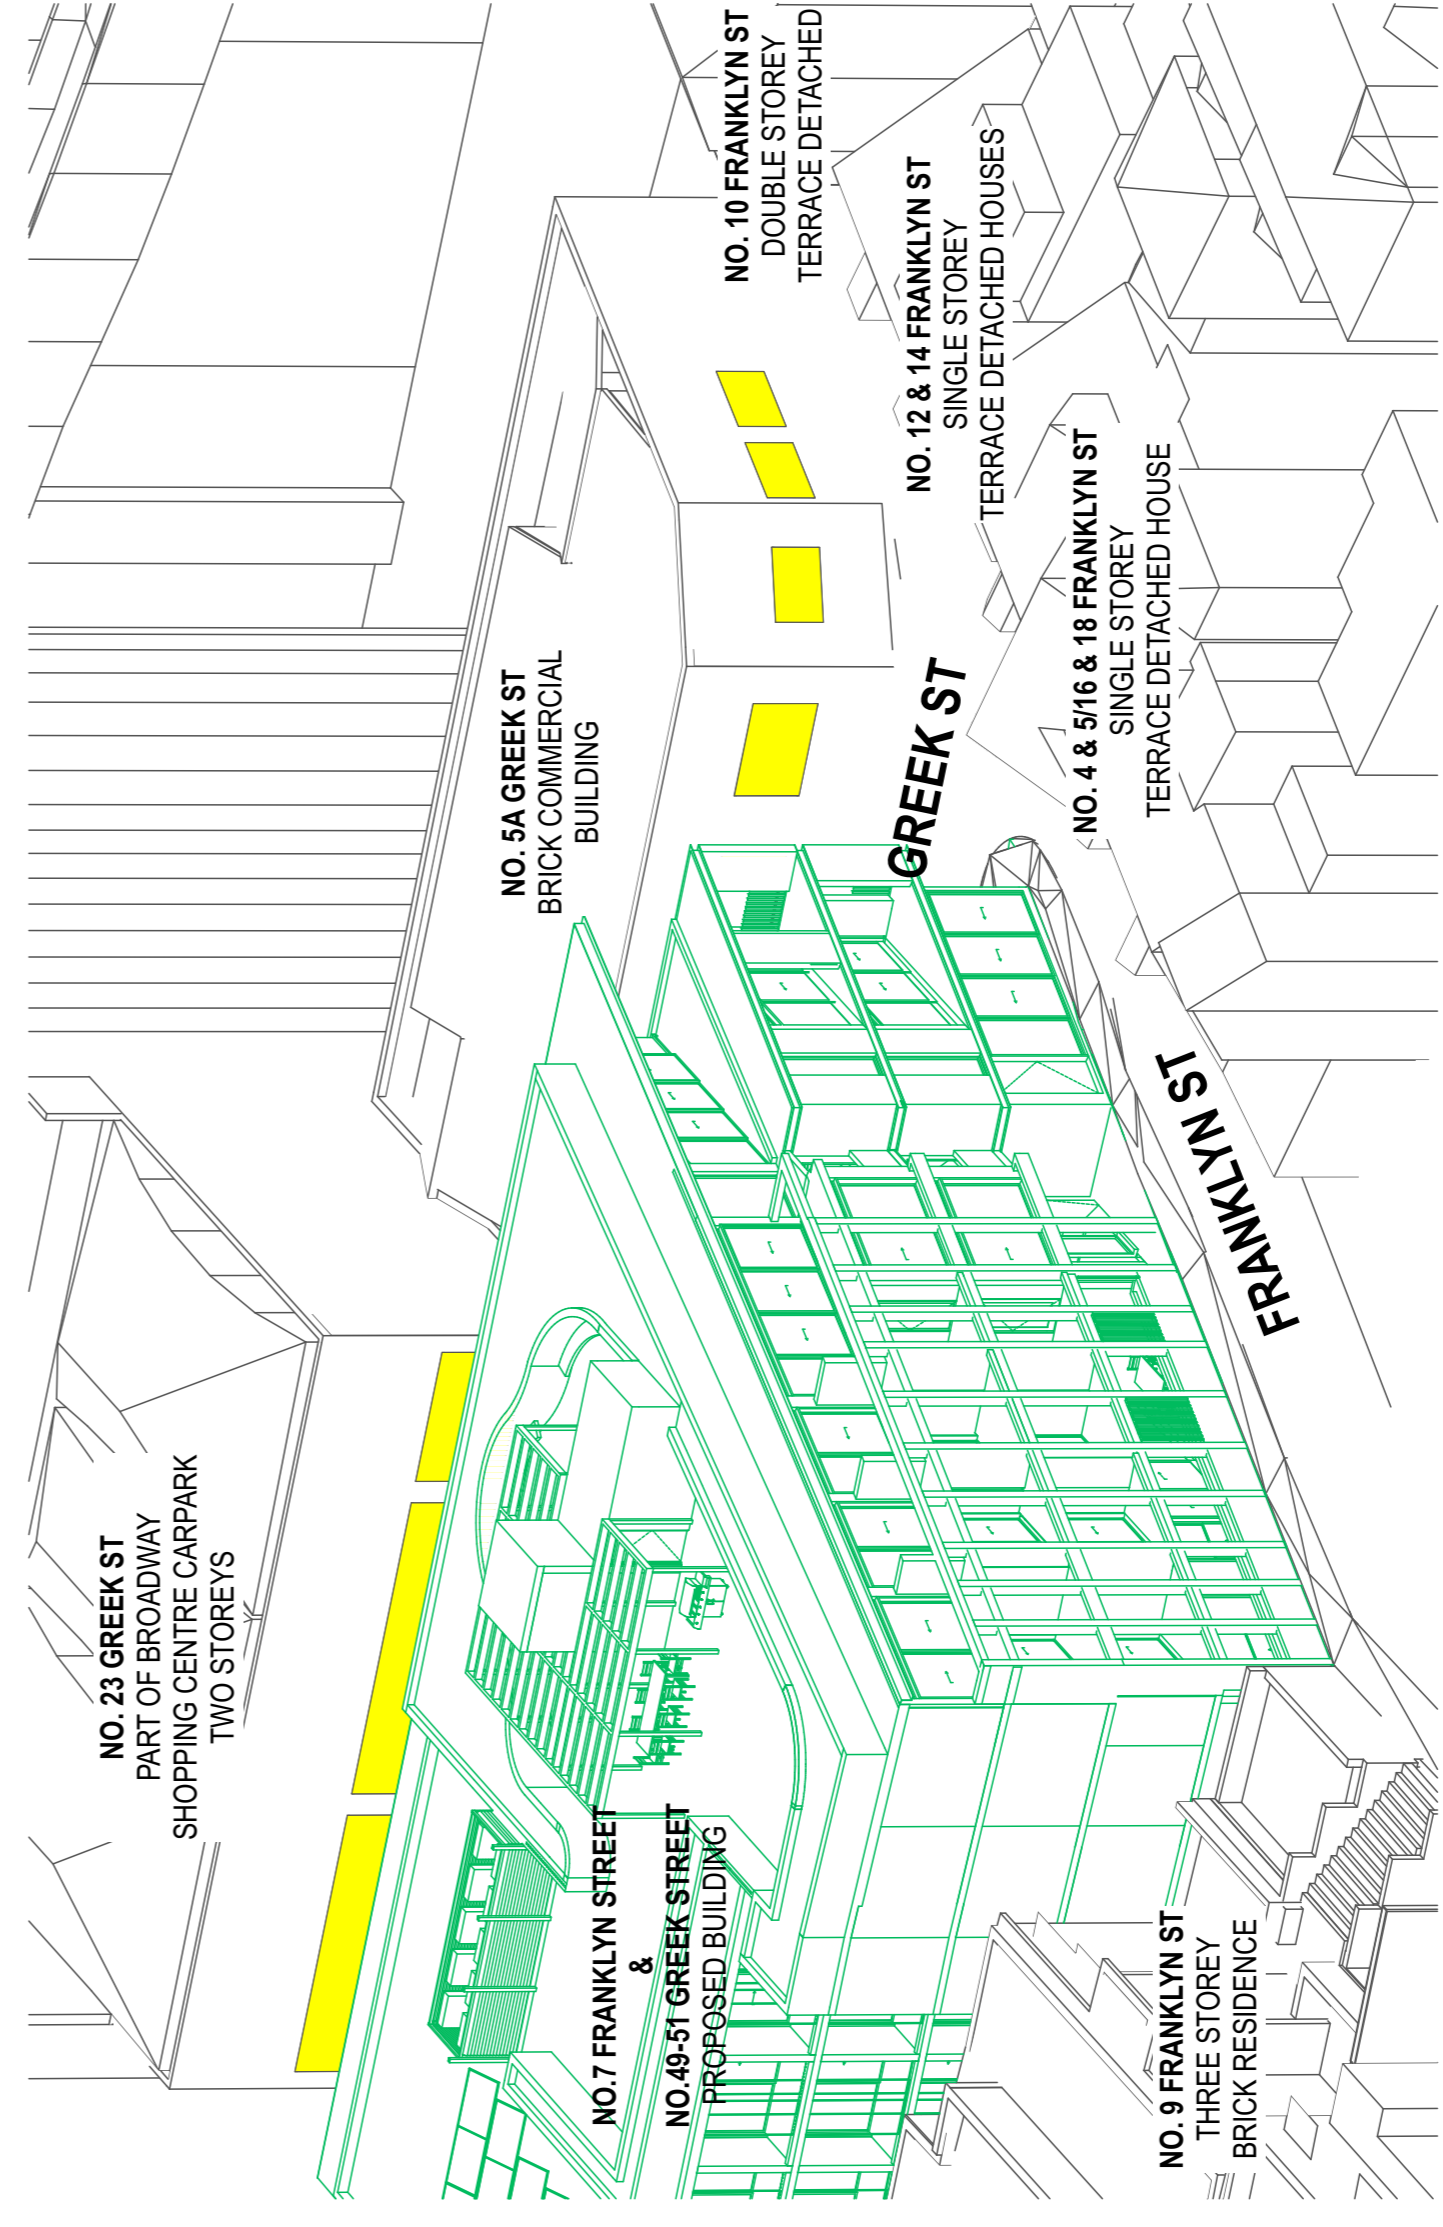 NO. 23 GREEK ST
PART OF BROADWAY
SHOPPING CENTRE CARPARK
TWO STOREYS
NO. 5A GREEK ST
BRICK COMMERCIAL
BUILDING
NO. 10 FRANKLYN ST
DOUBLE STOREY
TERRACE DETACHED
NO.7 FRANKLYN STREET
&
NO.49-51 GREEK STREET
PROPOSED BUILDING
GREEK ST
NO. 12 & 14 FRANKLYN ST
SINGLE STOREY
TERRACE DETACHED HOUSES
NO. 4 & 5/16 & 18 FRANKLYN ST
SINGLE STOREY
TERRACE DETACHED HOUSE
FRANKLYN ST
NO. 9 FRANKLYN ST
THREE STOREY
BRICK RESIDENCE